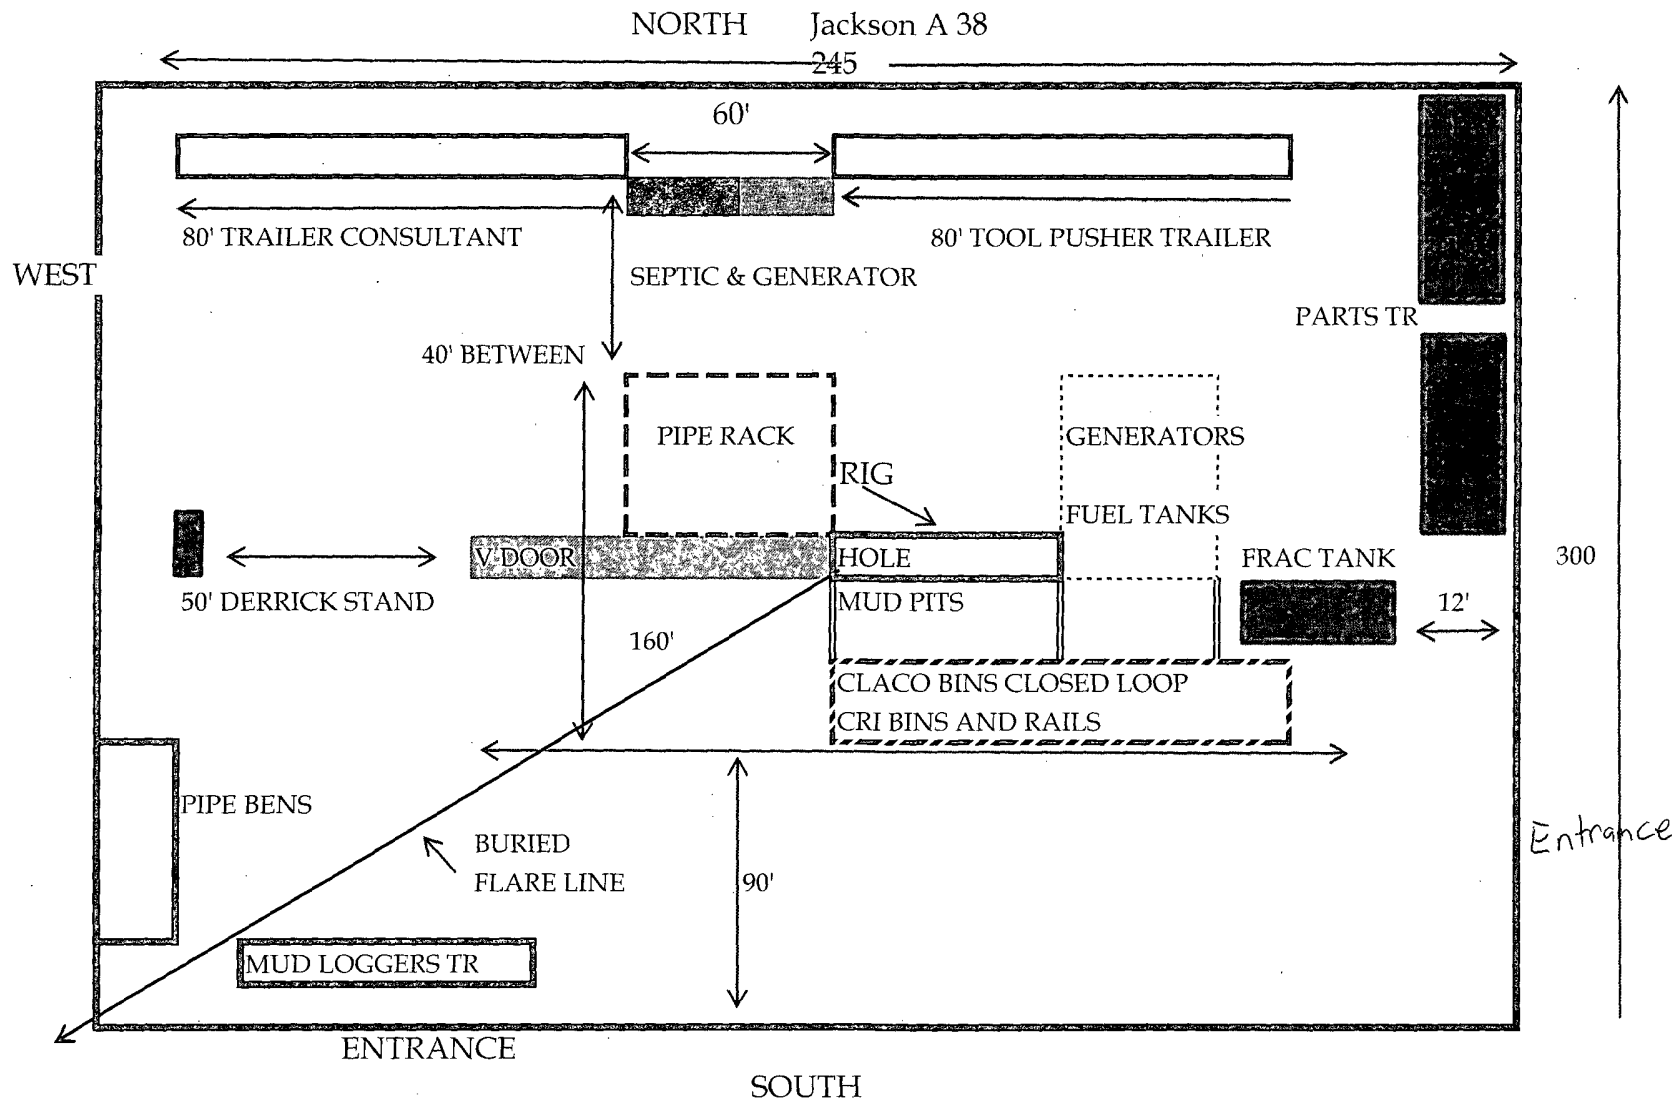 NORTH Jackson A 38
245
60'
80' TRAILER CONSULTANT
80' TOOL PUSHER TRAILER
WEST
SEPTIC & GENERATOR
PARTS TR
40' BETWEEN
PIPE RACK
GENERATORS
RIG
FUEL TANKS
V DOOR
HOLE
FRAC TANK
300
50' DERRICK STAND
MUD PITS
12'
160'
CLACO BINS CLOSED LOOP
CRI BINS AND RAILS
PIPE BENS
Entrance
BURIED
FLARE LINE
90'
MUD LOGGERS TR
ENTRANCE
SOUTH